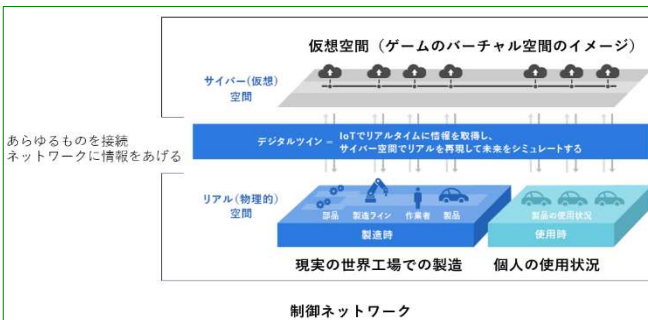 仮想空間（ゲームのバーチャル空間のイメージ）
サイバー（仮想）
空間
あらゆるものを接続
ネットワークに情報をあげる
デジタルツイン ＝
IoTでリアルタイムに情報を取得し、
サイバー空間でリアルを再現して未来をシミュレートする
リアル（物理的）
空間
部品 製造ライン 作業者 製品
製造時
製品の使用状況
使用時
現実の世界工場での製造 個人の使用状況
制御ネットワーク